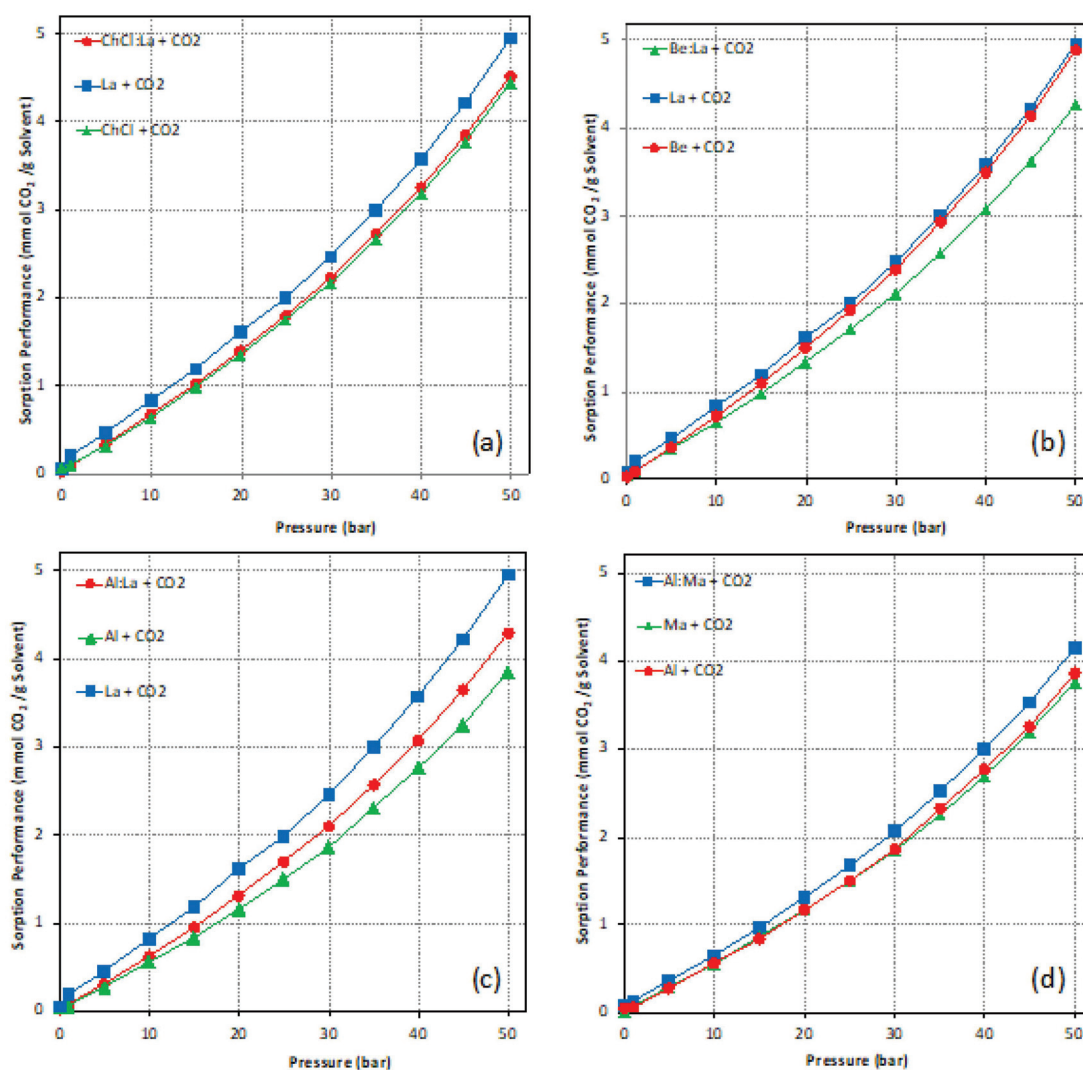 Sorption Performance (mmol CO2 /g Solvent)
5
4
3
2
1
0
ChCl:La + CO2
La + CO2
ChCl + CO2
(a)
0 10 20 30 40 50
Pressure (bar)
Sorption Performance (mmol CO2 /g Solvent)
5
4
3
2
1
0
Be:La + CO2
La + CO2
Be + CO2
(b)
0 10 20 30 40 50
Pressure (bar)
Sorption Performance (mmol CO2 /g Solvent)
5
4
3
2
1
0
Al:La + CO2
Al + CO2
La + CO2
(c)
0 10 20 30 40 50
Pressure (bar)
Sorption Performance (mmol CO2 /g Solvent)
5
4
3
2
1
0
Al:Ma + CO2
Ma + CO2
Al + CO2
(d)
0 10 20 30 40 50
Pressure (bar)